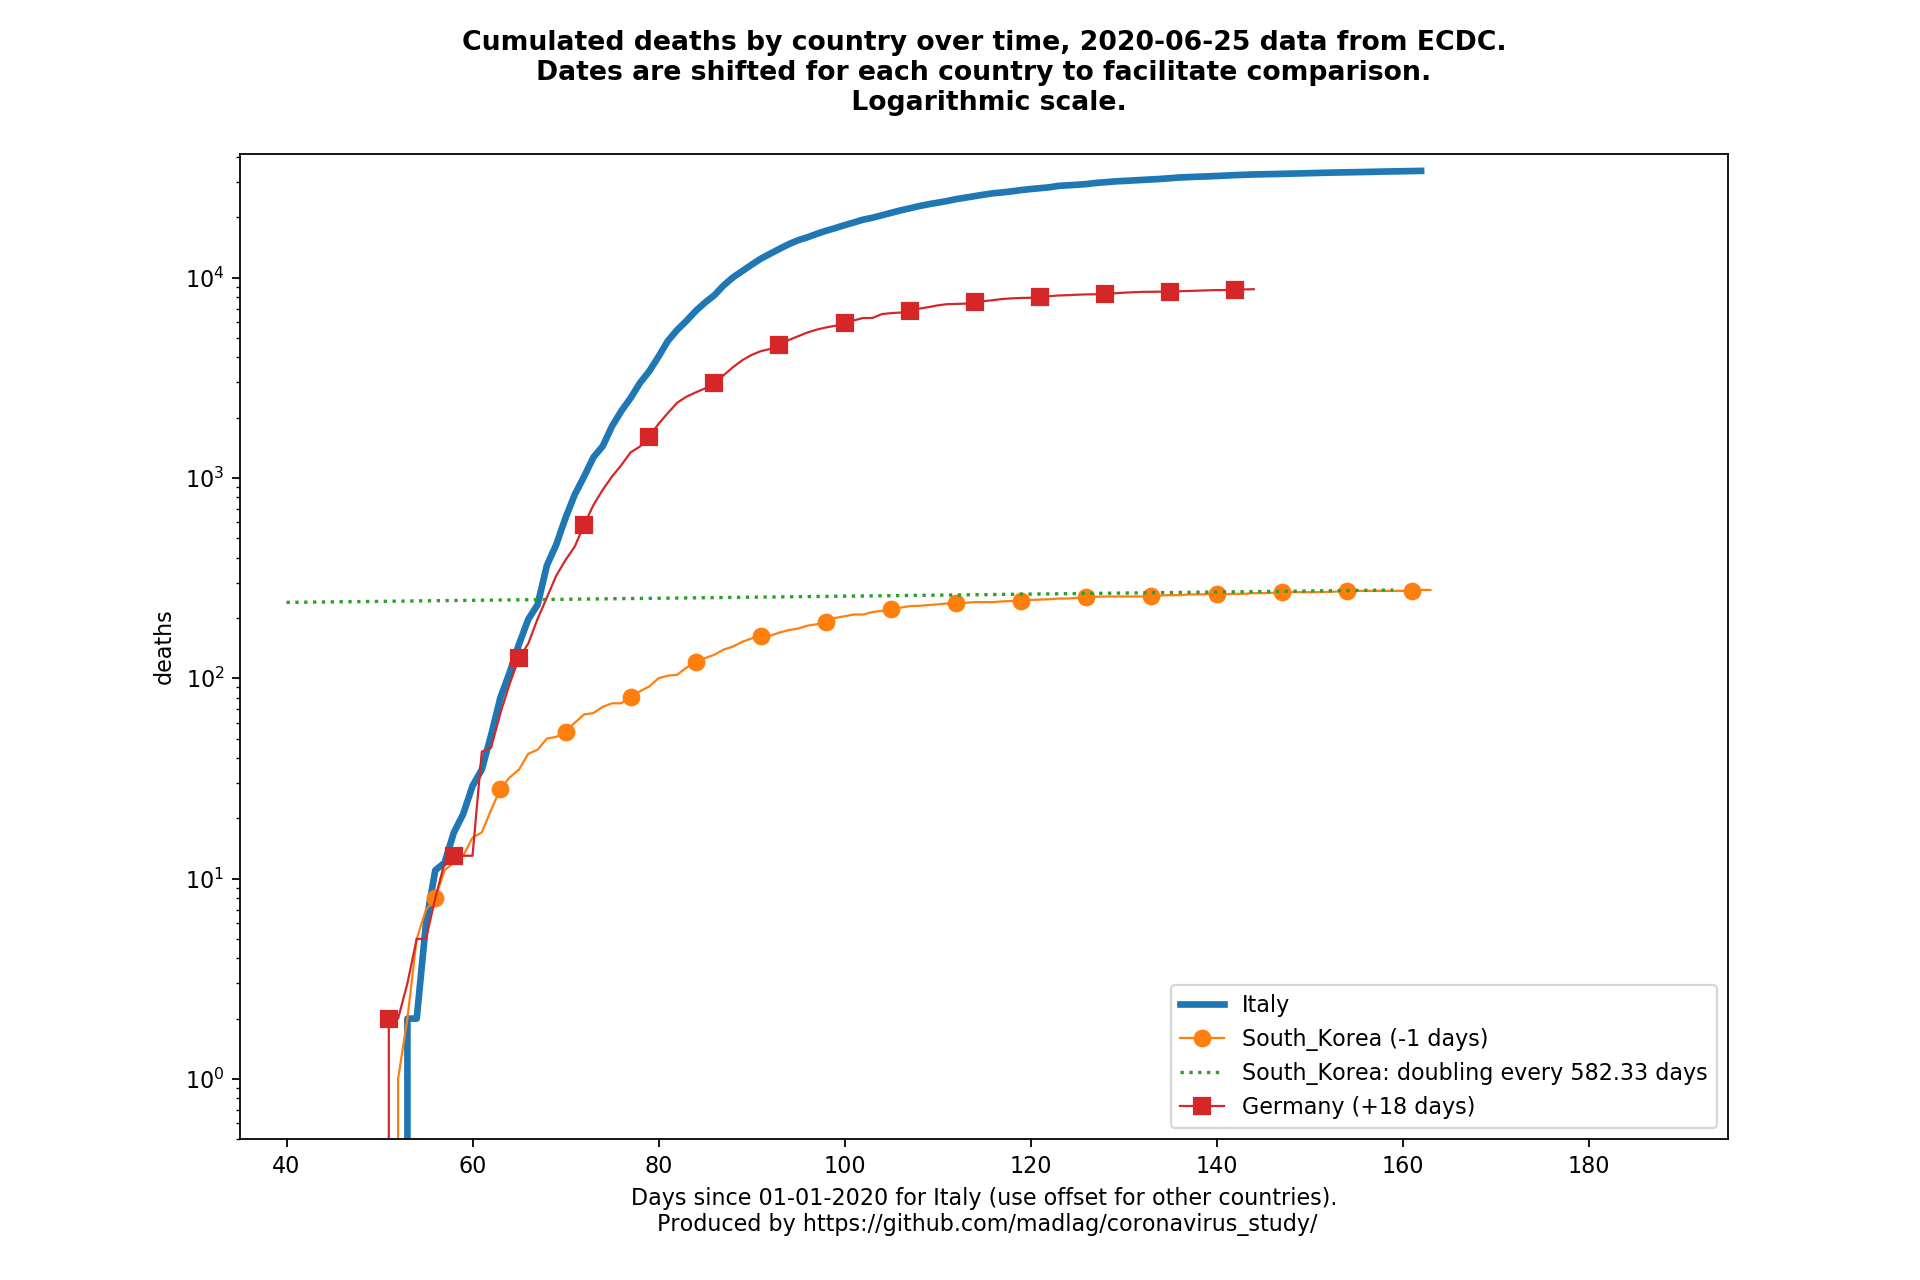 Cumulated deaths by country over time, 2020-06-25 data from ECDC.
Dates are shifted for each country to facilitate comparison.
Logarithmic scale.
deaths
10⁴
10³
10²
10¹
10⁰
Italy
South_Korea (-1 days)
South_Korea: doubling every 582.33 days
Germany (+18 days)
40 60 80 100 120 140 160 180
Days since 01-01-2020 for Italy (use offset for other countries).
Produced by https://github.com/madlag/coronavirus_study/